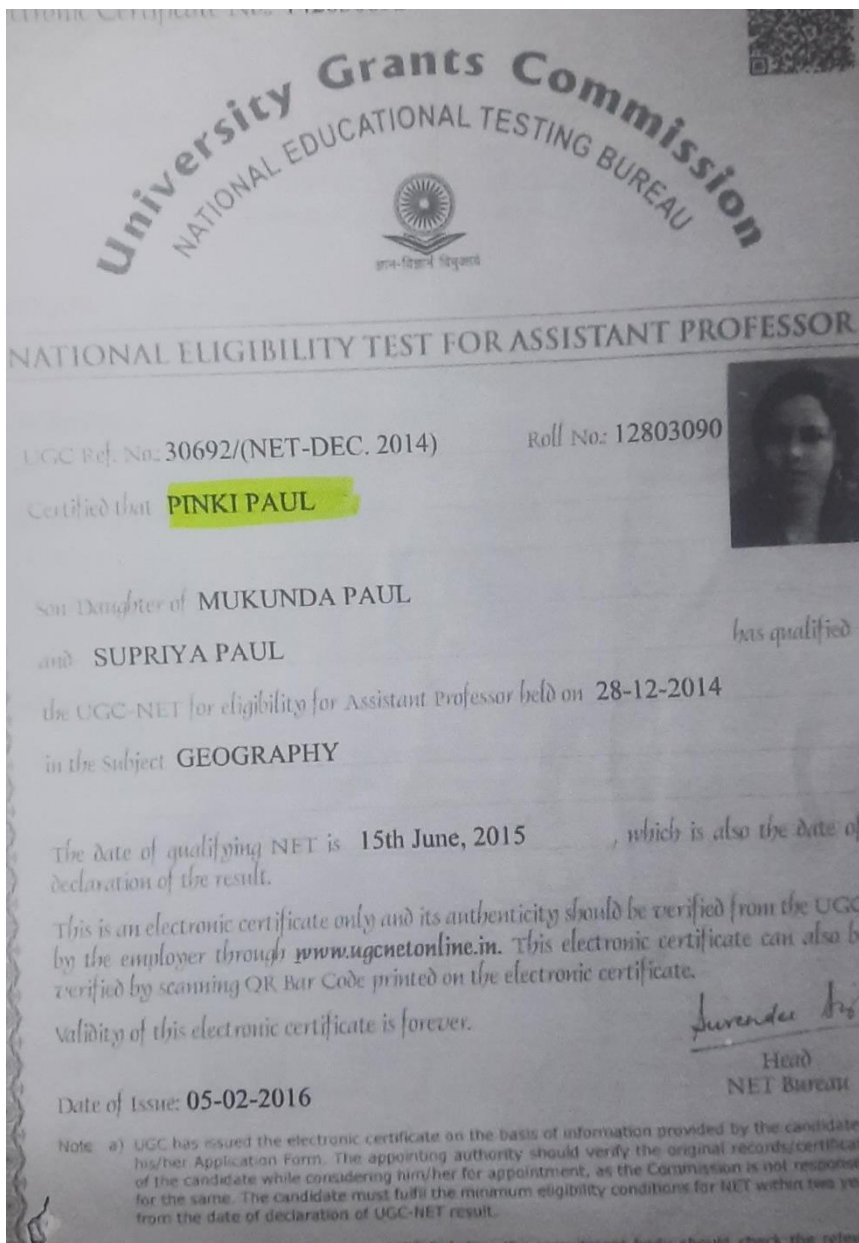 University Grants Commission
NATIONAL EDUCATIONAL TESTING BUREAU
ज्ञान-विज्ञानं विमुक्तये
NATIONAL ELIGIBILITY TEST FOR ASSISTANT PROFESSOR
UGC Ref. No.: 30692/(NET-DEC. 2014) Roll No.: 12803090
Certified that PINKI PAUL
Son/Daughter of MUKUNDA PAUL
and SUPRIYA PAUL has qualified
the UGC-NET for eligibility for Assistant Professor held on 28-12-2014
in the Subject GEOGRAPHY
The date of qualifying NET is 15th June, 2015 , which is also the date of
declaration of the result.
This is an electronic certificate only and its authenticity should be verified from the UGC
by the employer through www.ugcnetonline.in. This electronic certificate can also b
verified by scanning QR Bar Code printed on the electronic certificate.
Validity of this electronic certificate is forever.
Surender
Head
NET Bureau
Date of Issue: 05-02-2016
Note a) UGC has issued the electronic certificate on the basis of information provided by the candidate
his/her Application Form. The appointing authority should verify the original records/certifica
of the candidate while considering him/her for appointment, as the Commission is not respons
for the same. The candidate must fulfil the minimum eligibility conditions for NET within two ye
from the date of declaration of UGC-NET result.